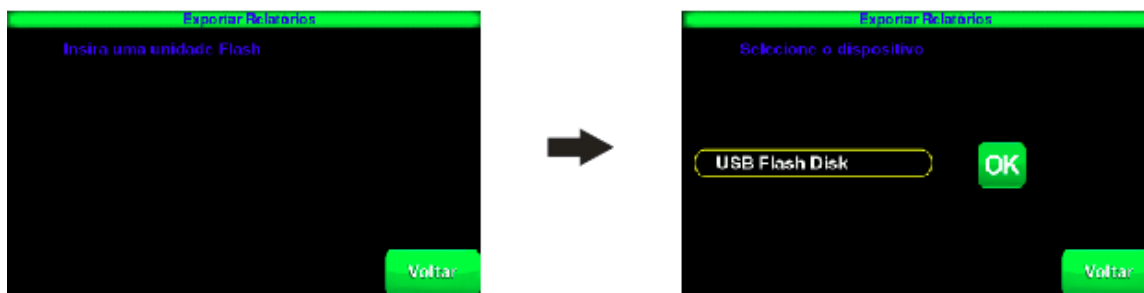 Exportar Relatórios
Insira uma unidade Flash
Voltar
Exportar Relatórios
Selecione o dispositivo
USB Flash Disk
OK
Voltar